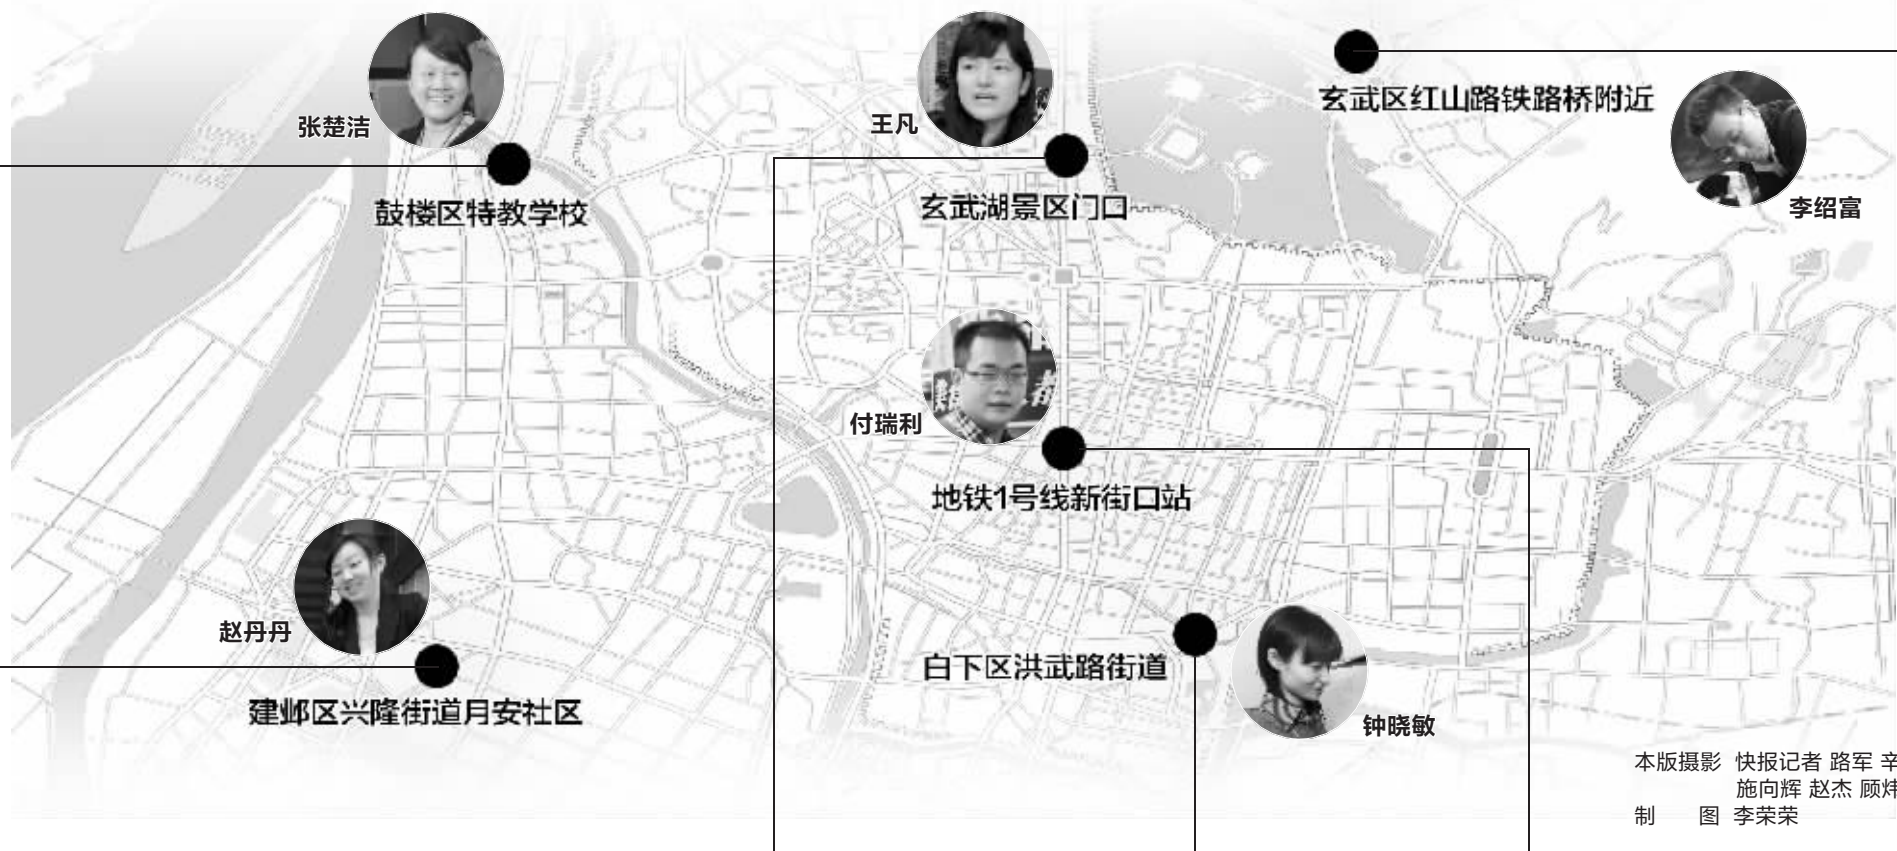 张楚洁
鼓楼区特教学校
王凡
玄武湖景区门口
玄武区红山路铁路桥附近
李绍富
付瑞利
地铁1号线新街口站
赵丹丹
建邺区兴隆街道月安社区
白下区洪武路街道
钟晓敏
本版摄影 快报记者 路军 辛
施向辉 赵杰 顾炜
制 图 李荣荣